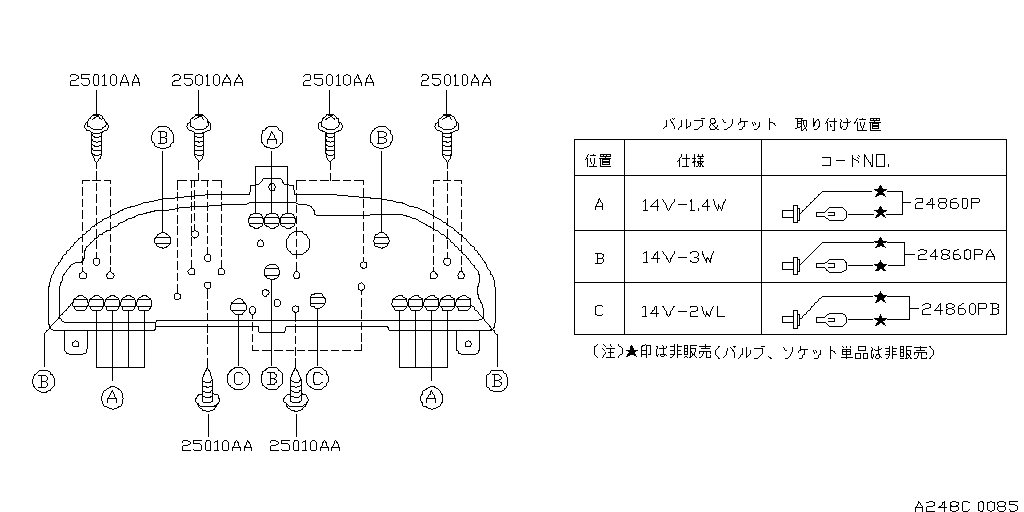 25010AA 25010AA 25010AA 25010AA
B A B
バルブ&ソケット 取り付け位置
位置 仕様 コードNO.
A 14V-1.4W ★ ★ 24860P
B 14V-3W ★ ★ 24860PA
C 14V-2WL ★ ★ 24860PB
(注)★印は非販売(バルブ、ソケット単品は非販売)
B A C B C A B
25010AA 25010AA
A248C 0085